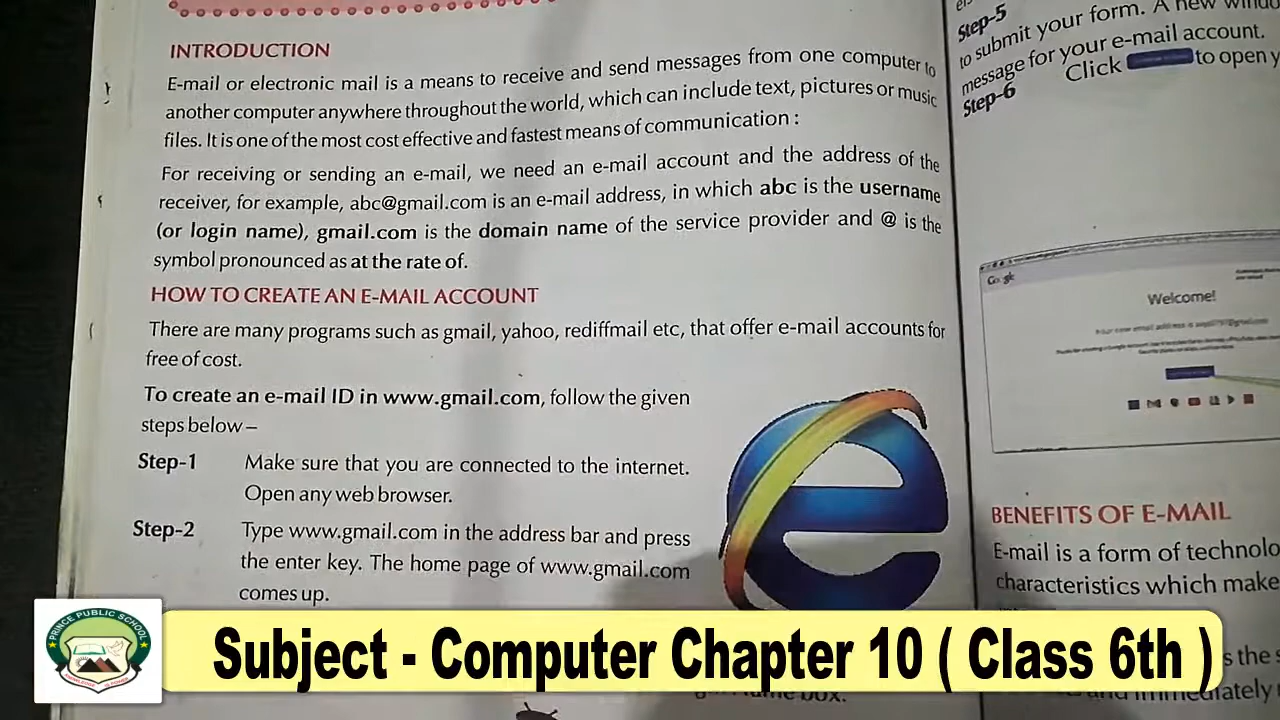 INTRODUCTION
E-mail or electronic mail is a means to receive and send messages from one computer to
another computer anywhere throughout the world, which can include text, pictures or music
files. It is one of the most cost effective and fastest means of communication :
For receiving or sending an e-mail, we need an e-mail account and the address of the
receiver, for example, abc@gmail.com is an e-mail address, in which abc is the username
(or login name), gmail.com is the domain name of the service provider and @ is the
symbol pronounced as at the rate of.
HOW TO CREATE AN E-MAIL ACCOUNT
There are many programs such as gmail, yahoo, rediffmail etc, that offer e-mail accounts for
free of cost.
To create an e-mail ID in www.gmail.com, follow the given
steps below –
Step-1 Make sure that you are connected to the internet.
Open any web browser.
Step-2 Type www.gmail.com in the address bar and press
the enter key. The home page of www.gmail.com
comes up.
Step-5
to submit your form. A new
message for your e-mail account.
Step-6 Click to open
Google
Welcome!
BENEFITS OF E-MAIL
E-mail is a form of
characteristics which make
the
and immediately
box.
PRINCE PUBLIC SCHOOL
Subject - Computer Chapter 10 ( Class 6th )